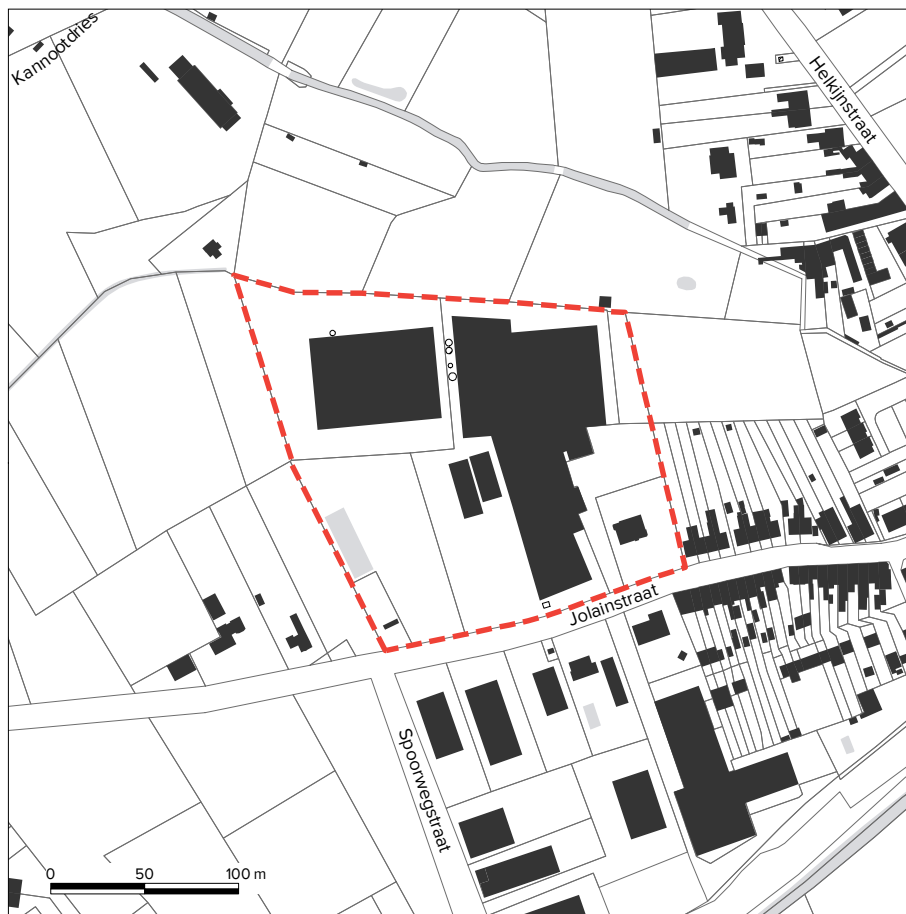 Kannootdries
Helkijnstraat
Jolainstraat
Spoorwegstraat
0 50 100 m